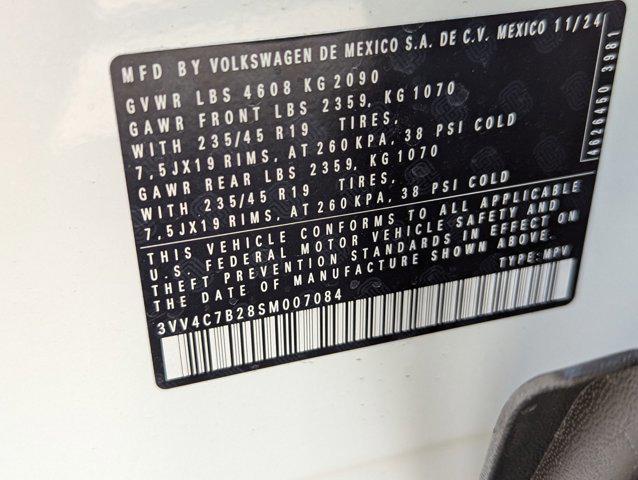 MFD BY VOLKSWAGEN DE MEXICO S.A. DE C.V. MEXICO 11/24
GVWR LBS 4608 KG 2090
GAWR FRONT LBS 2359, KG 1070
WITH 235/45 R19 TIRES,
7,5JX19 RIMS, AT 260 KPA, 38 PSI COLD
GAWR REAR LBS 2359, KG 1070
WITH 235/45 R19 TIRES,
7,5JX19 RIMS, AT 260 KPA, 38 PSI COLD
THIS VEHICLE CONFORMS TO ALL APPLICABLE
U.S. FEDERAL MOTOR VEHICLE SAFETY AND
THEFT PREVENTION STANDARDS IN EFFECT ON
THE DATE OF MANUFACTURE SHOWN ABOVE.
3VV4C7B28SM007084 TYPE: MPV
4626450 3981